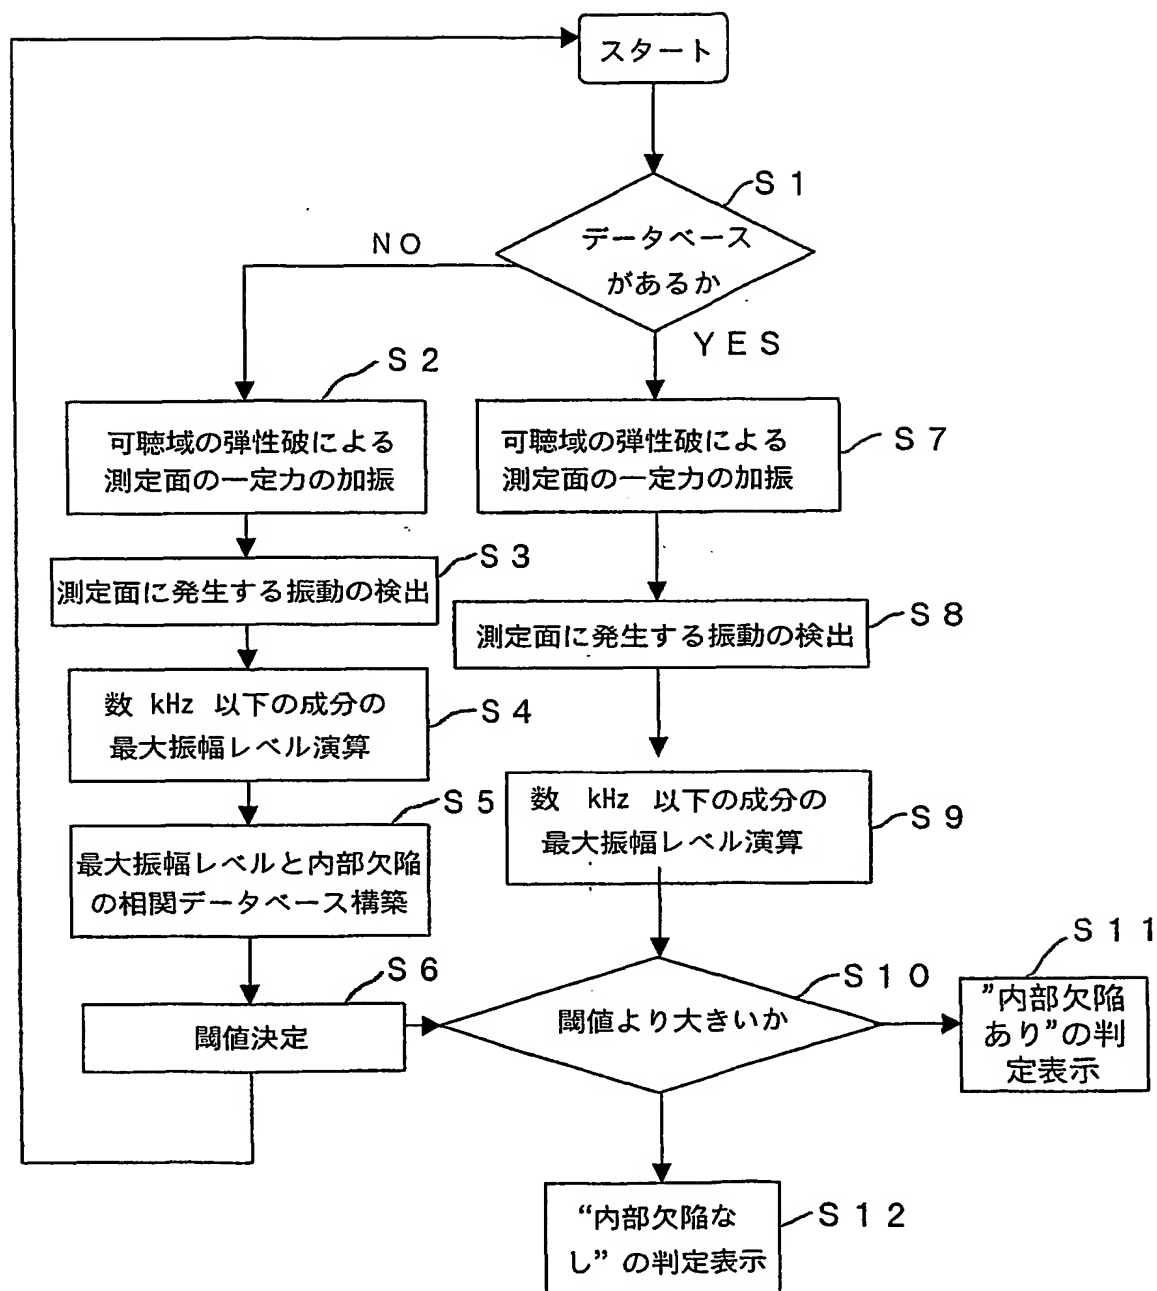 スタート
S1
データベース
があるか
NO
YES
S2
可聴域の弾性破による
測定面の一定力の加振
S7
可聴域の弾性破による
測定面の一定力の加振
S3
測定面に発生する振動の検出
S8
測定面に発生する振動の検出
S4
数 kHz 以下の成分の
最大振幅レベル演算
S9
数 kHz 以下の成分の
最大振幅レベル演算
S5
最大振幅レベルと内部欠陥
の相関データベース構築
S6
閾値決定
S10
閾値より大きいか
S11
”内部欠陥
あり”の判
定表示
S12
“内部欠陥な
し”の判定表示